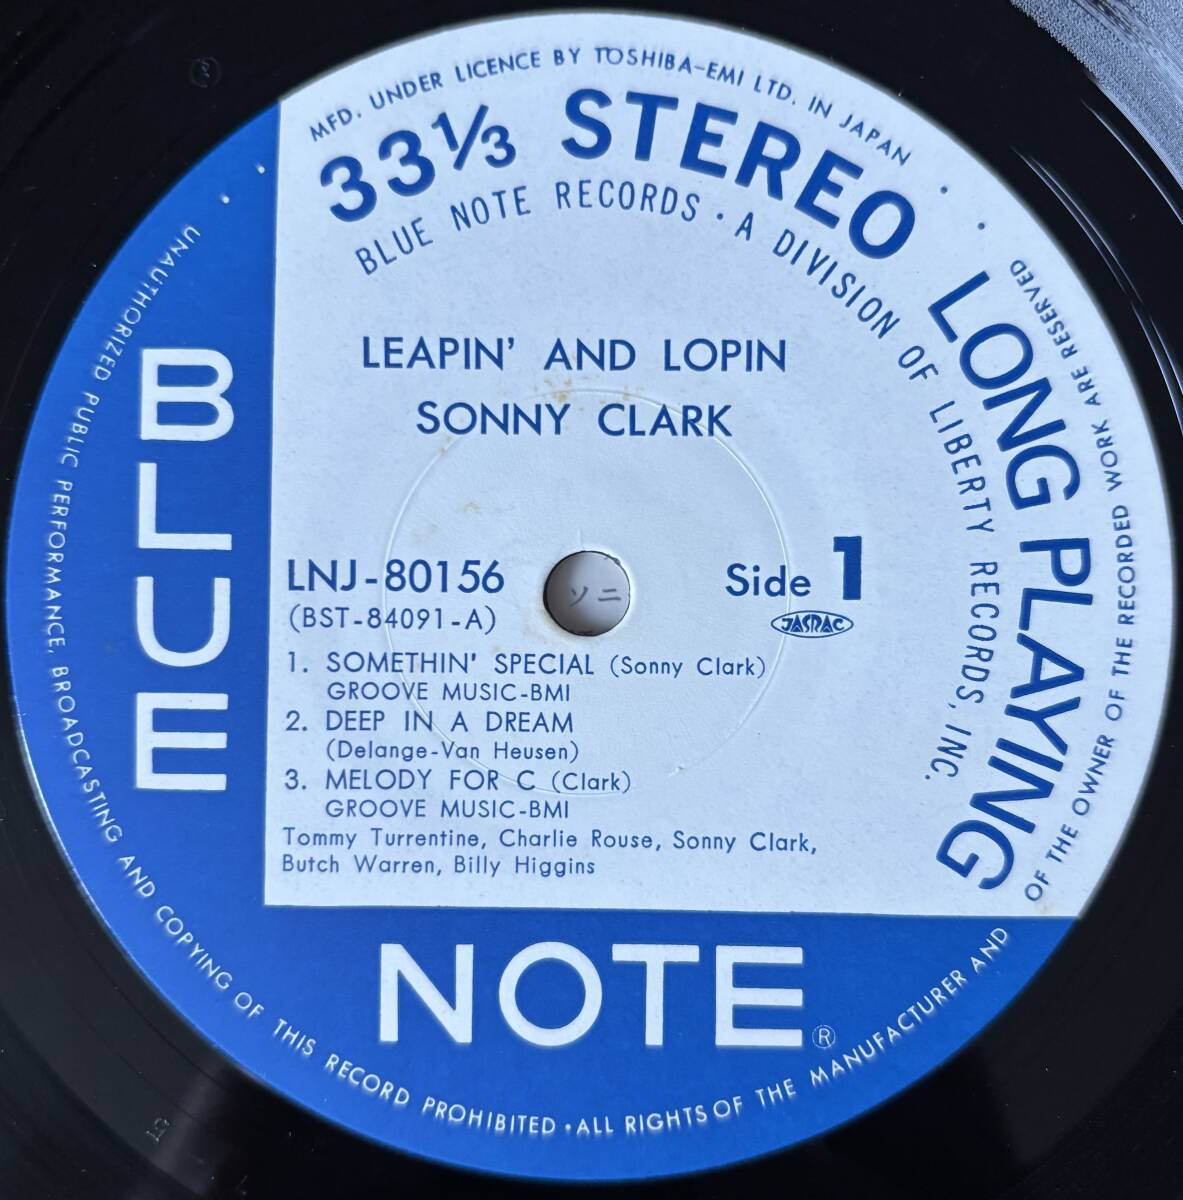 MFD. UNDER LICENCE BY TOSHIBA-EMI LTD. IN JAPAN
33⅓ STEREO LONG PLAYING
BLUE NOTE RECORDS · A DIVISION OF LIBERTY RECORDS, INC.
LEAPIN' AND LOPIN
SONNY CLARK
LNJ-80156
(BST-84091-A)
Side 1
JASRAC
ソニ
1. SOMETHIN' SPECIAL (Sonny Clark)
GROOVE MUSIC-BMI
2. DEEP IN A DREAM
(Delange-Van Heusen)
3. MELODY FOR C (Clark)
GROOVE MUSIC-BMI
Tommy Turrentine, Charlie Rouse, Sonny Clark,
Butch Warren, Billy Higgins
BLUE
NOTE ®
UNAUTHORIZED PUBLIC PERFORMANCE, BROADCASTING AND COPYING OF THIS RECORD PROHIBITED · ALL RIGHTS OF THE MANUFACTURER AND OF THE OWNER OF THE RECORDED WORK ARE RESERVED